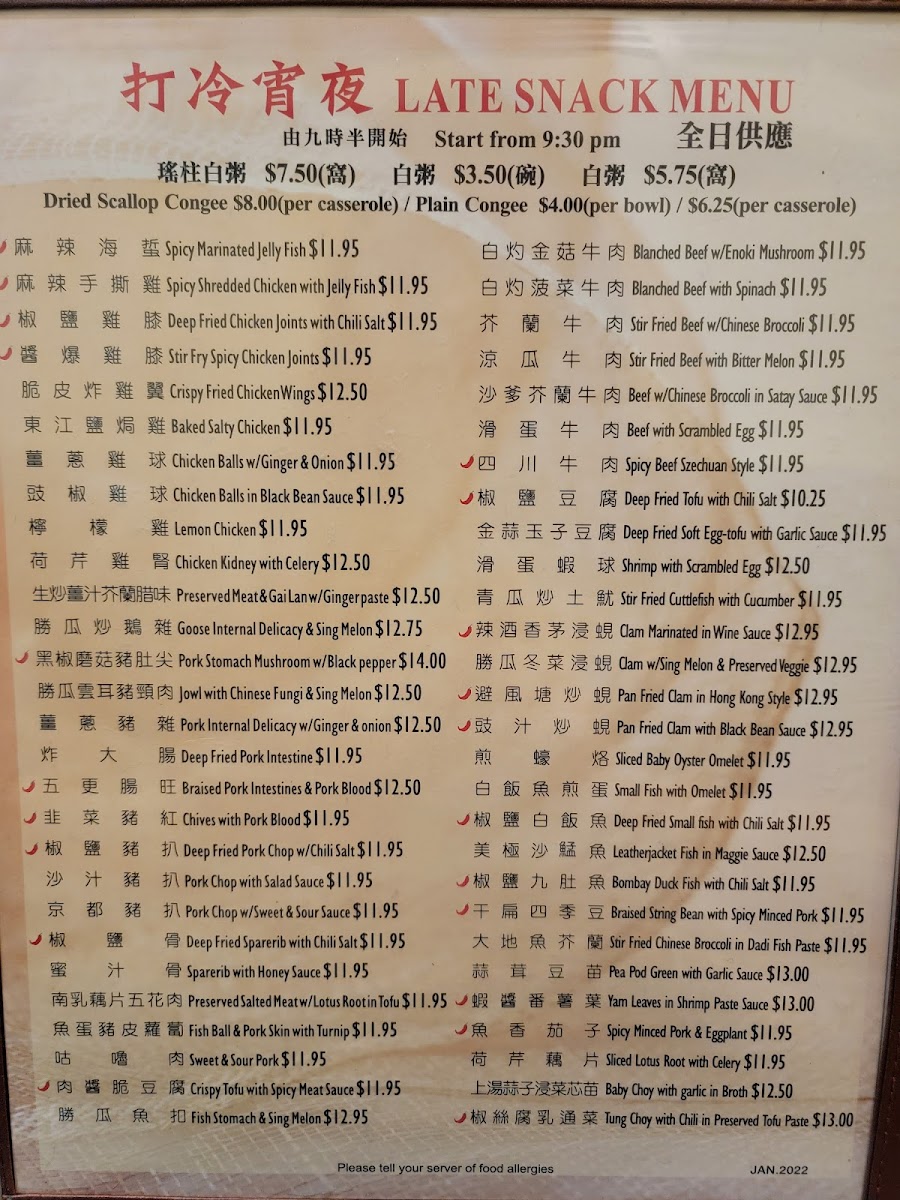 打冷宵夜 LATE SNACK MENU
由九時半開始 Start from 9:30 pm 全日供應
瑤柱白粥 $7.50(窩) 白粥 $3.50(碗) 白粥 $5.75(窩)
Dried Scallop Congee $8.00(per casserole) / Plain Congee $4.00(per bowl) / $6.25(per casserole)
麻辣海蜇 Spicy Marinated Jelly Fish $11.95
麻辣手撕雞 Spicy Shredded Chicken with Jelly Fish $11.95
椒鹽雞膝 Deep Fried Chicken Joints with Chili Salt $11.95
醬爆雞膝 Stir Fry Spicy Chicken Joints $11.95
脆皮炸雞翼 Crispy Fried ChickenWings $12.50
東江鹽焗雞 Baked Salty Chicken $11.95
薑蔥雞球 Chicken Balls w/Ginger & Onion $11.95
豉椒雞球 Chicken Balls in Black Bean Sauce $11.95
檸檬雞 Lemon Chicken $11.95
荷芹雞腎 Chicken Kidney with Celery $12.50
生炒薑汁芥蘭腊味 Preserved Meat & Gai Lan w/Ginger paste $12.50
勝瓜炒鵝雜 Goose Internal Delicacy & Sing Melon $12.75
黑椒磨菇豬肚尖 Pork Stomach Mushroom w/Black pepper $14.00
勝瓜雲耳豬頸肉 Jowl with Chinese Fungi & Sing Melon $12.50
薑蔥豬雜 Pork Internal Delicacy w/Ginger & onion $12.50
炸大腸 Deep Fried Pork Intestine $11.95
五更腸旺 Braised Pork Intestines & Pork Blood $12.50
韭菜豬紅 Chives with Pork Blood $11.95
椒鹽豬扒 Deep Fried Pork Chop w/Chili Salt $11.95
沙汁豬扒 Pork Chop with Salad Sauce $11.95
京都豬扒 Pork Chop w/Sweet & Sour Sauce $11.95
椒鹽骨 Deep Fried Sparerib with Chili Salt $11.95
蜜汁骨 Sparerib with Honey Sauce $11.95
南乳藕片五花肉 Preserved Salted Meat w/Lotus Root in Tofu $11.95
魚蛋豬皮蘿蔔 Fish Ball & Pork Skin with Turnip $11.95
咕嚕肉 Sweet & Sour Pork $11.95
肉醬脆豆腐 Crispy Tofu with Spicy Meat Sauce $11.95
勝瓜魚扣 Fish Stomach & Sing Melon $12.95
白灼金菇牛肉 Blanched Beef w/Enoki Mushroom $11.95
白灼菠菜牛肉 Blanched Beef with Spinach $11.95
芥蘭牛肉 Stir Fried Beef w/Chinese Broccoli $11.95
涼瓜牛肉 Stir Fried Beef with Bitter Melon $11.95
沙爹芥蘭牛肉 Beef w/Chinese Broccoli in Satay Sauce $11.95
滑蛋牛肉 Beef with Scrambled Egg $11.95
四川牛肉 Spicy Beef Szechuan Style $11.95
椒鹽豆腐 Deep Fried Tofu with Chili Salt $10.25
金蒜玉子豆腐 Deep Fried Soft Egg-tofu with Garlic Sauce $11.95
滑蛋蝦球 Shrimp with Scrambled Egg $12.50
青瓜炒土魷 Stir Fried Cuttlefish with Cucumber $11.95
辣酒香茅浸蜆 Clam Marinated in Wine Sauce $12.95
勝瓜冬菜浸蜆 Clam w/Sing Melon & Preserved Veggie $12.95
避風塘炒蜆 Pan Fried Clam in Hong Kong Style $12.95
豉汁炒蜆 Pan Fried Clam with Black Bean Sauce $12.95
煎蠔烙 Sliced Baby Oyster Omelet $11.95
白飯魚煎蛋 Small Fish with Omelet $11.95
椒鹽白飯魚 Deep Fried Small fish with Chili Salt $11.95
美極沙鯭魚 Leatherjacket Fish in Maggie Sauce $12.50
椒鹽九肚魚 Bombay Duck Fish with Chili Salt $11.95
干扁四季豆 Braised String Bean with Spicy Minced Pork $11.95
大地魚芥蘭 Stir Fried Chinese Broccoli in Dadi Fish Paste $11.95
蒜茸豆苗 Pea Pod Green with Garlic Sauce $13.00
蝦醬番薯葉 Yam Leaves in Shrimp Paste Sauce $13.00
魚香茄子 Spicy Minced Pork & Eggplant $11.95
荷芹藕片 Sliced Lotus Root with Celery $11.95
上湯蒜子浸菜芯苗 Baby Choy with garlic in Broth $12.50
椒絲腐乳通菜 Tung Choy with Chili in Preserved Tofu Paste $13.00
Please tell your server of food allergies
JAN.2022